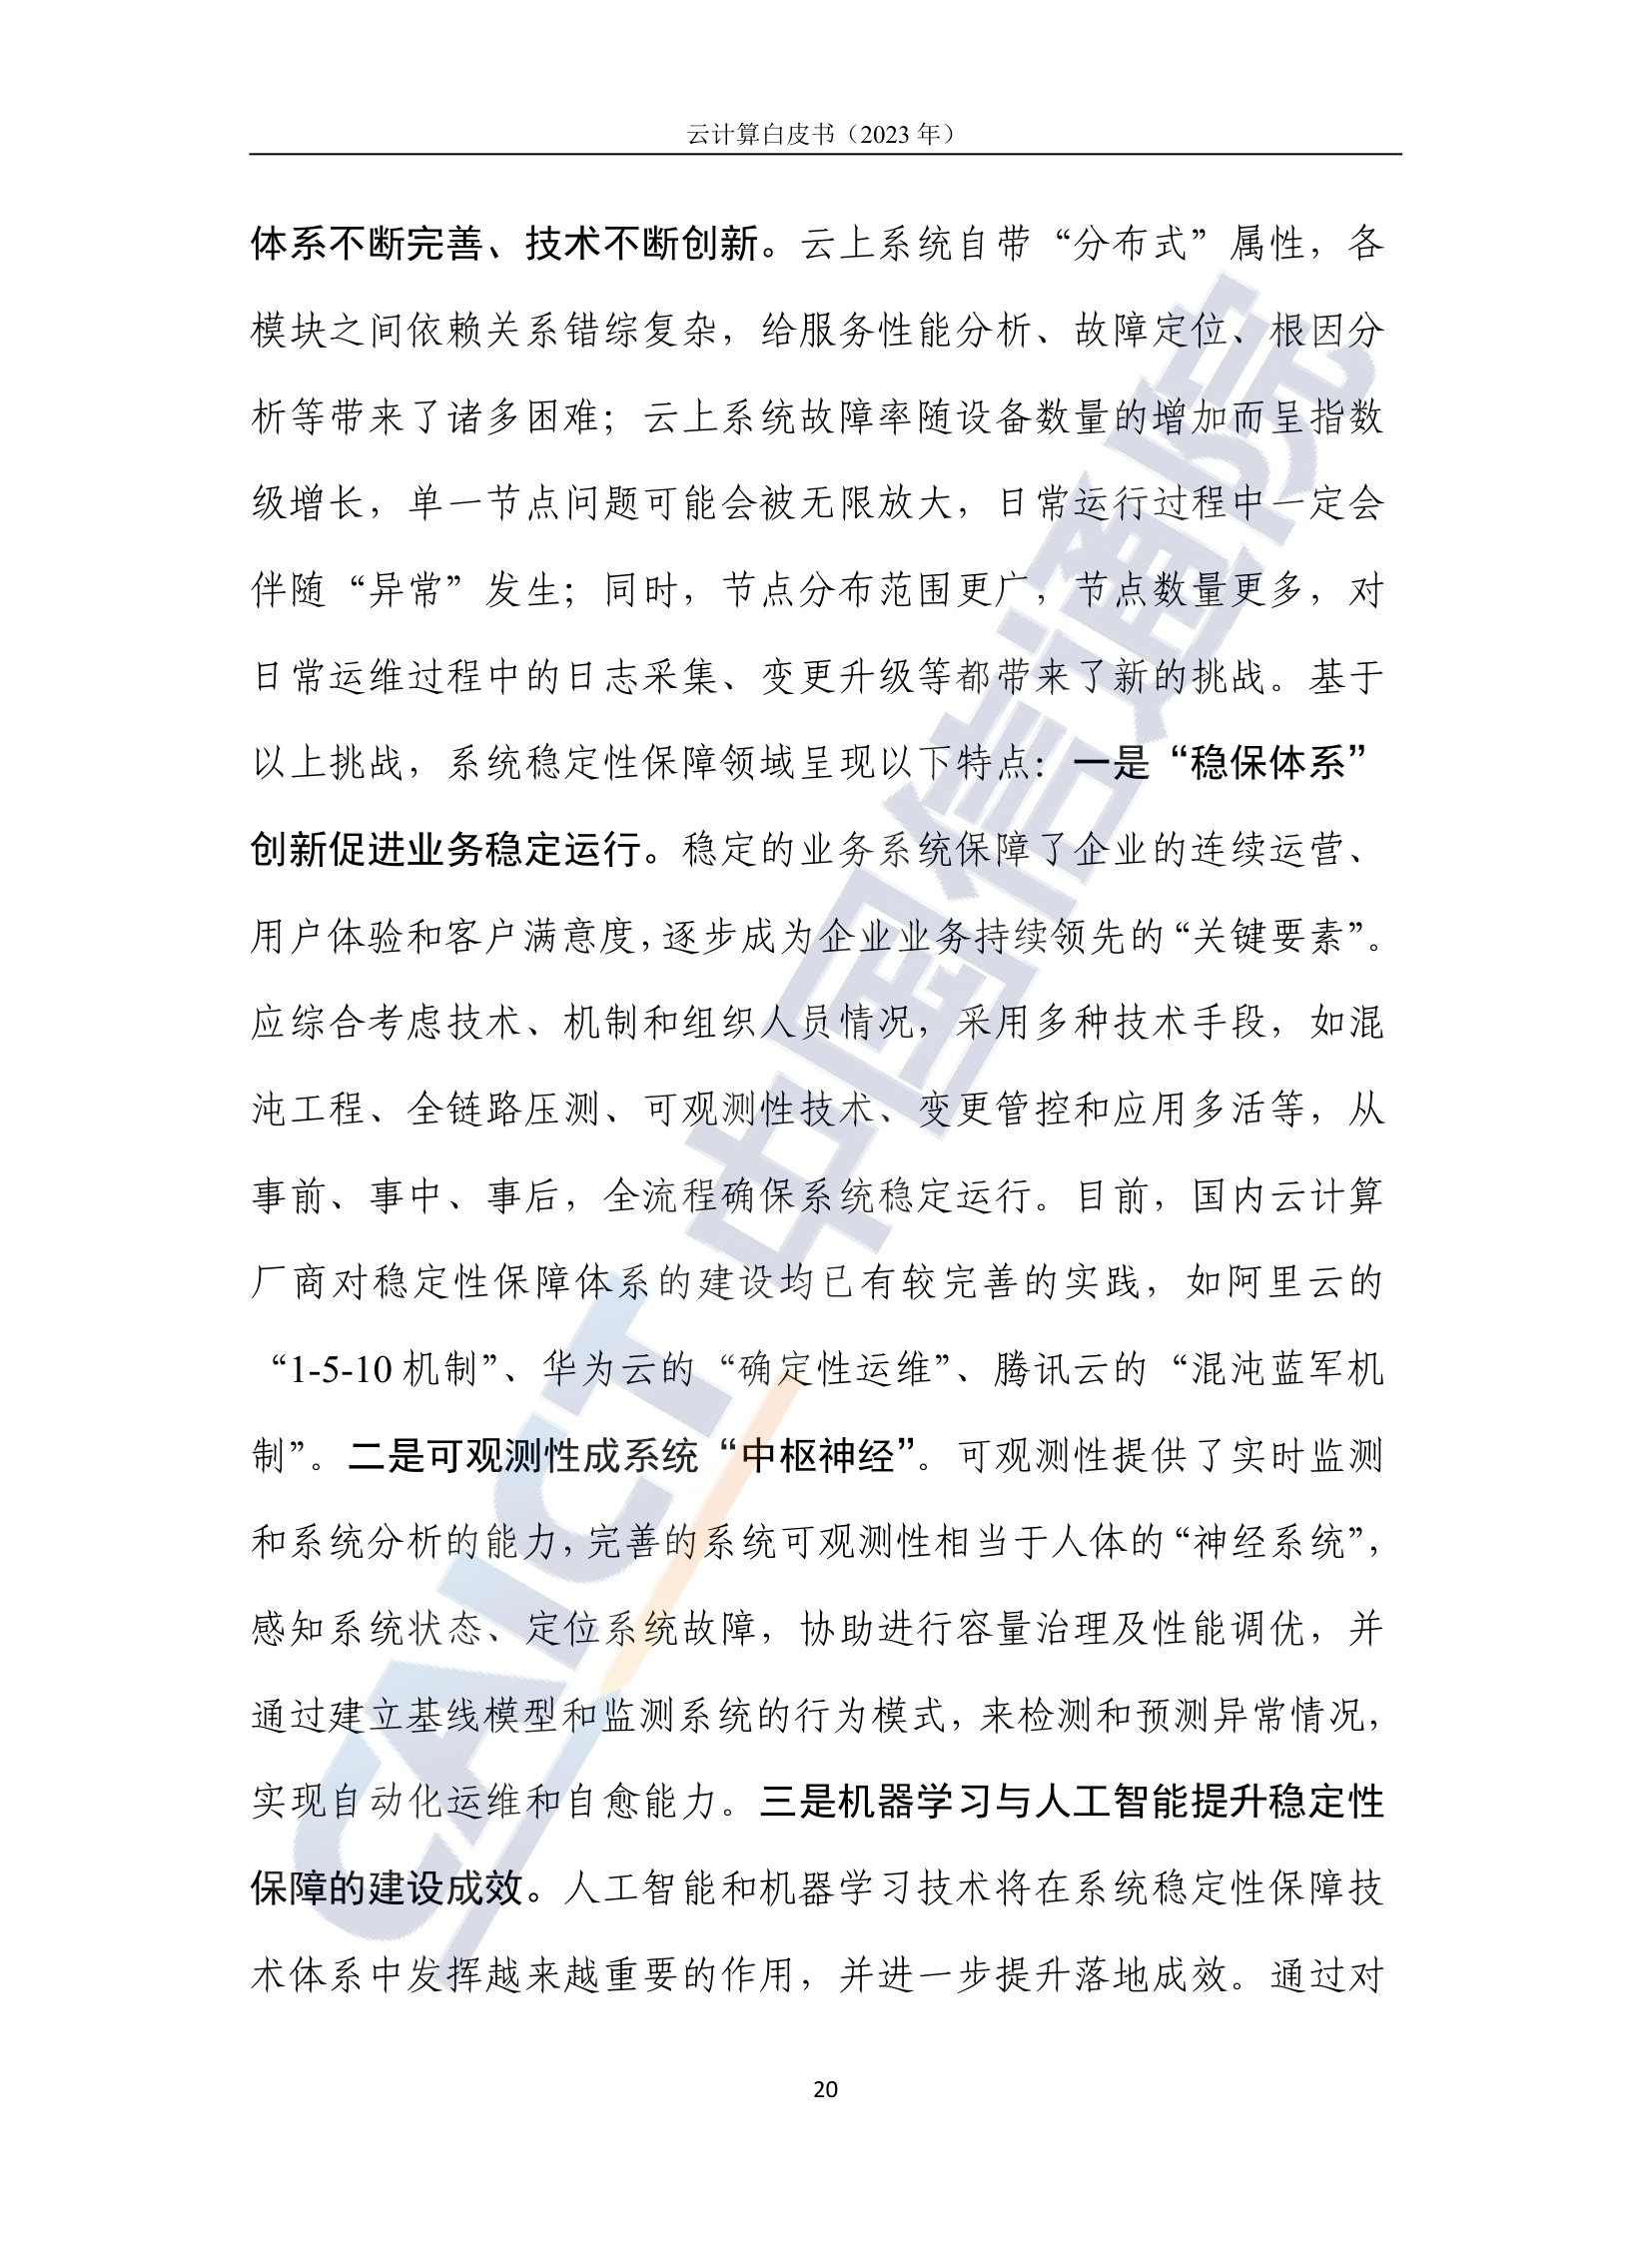 云计算白皮书（2023 年）
体系不断完善、技术不断创新。云上系统自带“分布式”属性，各
模块之间依赖关系错综复杂，给服务性能分析、故障定位、根因分
析等带来了诸多困难；云上系统故障率随设备数量的增加而呈指数
级增长，单一节点问题可能会被无限放大，日常运行过程中一定会
伴随“异常”发生；同时，节点分布范围更广，节点数量更多，对
日常运维过程中的日志采集、变更升级等都带来了新的挑战。基于
以上挑战，系统稳定性保障领域呈现以下特点：一是“稳保体系”
创新促进业务稳定运行。稳定的业务系统保障了企业的连续运营、
用户体验和客户满意度，逐步成为企业业务持续领先的“关键要素”。
应综合考虑技术、机制和组织人员情况，采用多种技术手段，如混
沌工程、全链路压测、可观测性技术、变更管控和应用多活等，从
事前、事中、事后，全流程确保系统稳定运行。目前，国内云计算
厂商对稳定性保障体系的建设均已有较完善的实践，如阿里云的
“1-5-10 机制”、华为云的“确定性运维”、腾讯云的“混沌蓝军机
制”。二是可观测性成系统“中枢神经”。可观测性提供了实时监测
和系统分析的能力，完善的系统可观测性相当于人体的“神经系统”，
感知系统状态、定位系统故障，协助进行容量治理及性能调优，并
通过建立基线模型和监测系统的行为模式，来检测和预测异常情况，
实现自动化运维和自愈能力。三是机器学习与人工智能提升稳定性
保障的建设成效。人工智能和机器学习技术将在系统稳定性保障技
术体系中发挥越来越重要的作用，并进一步提升落地成效。通过对
20
CAICT 中国信通院